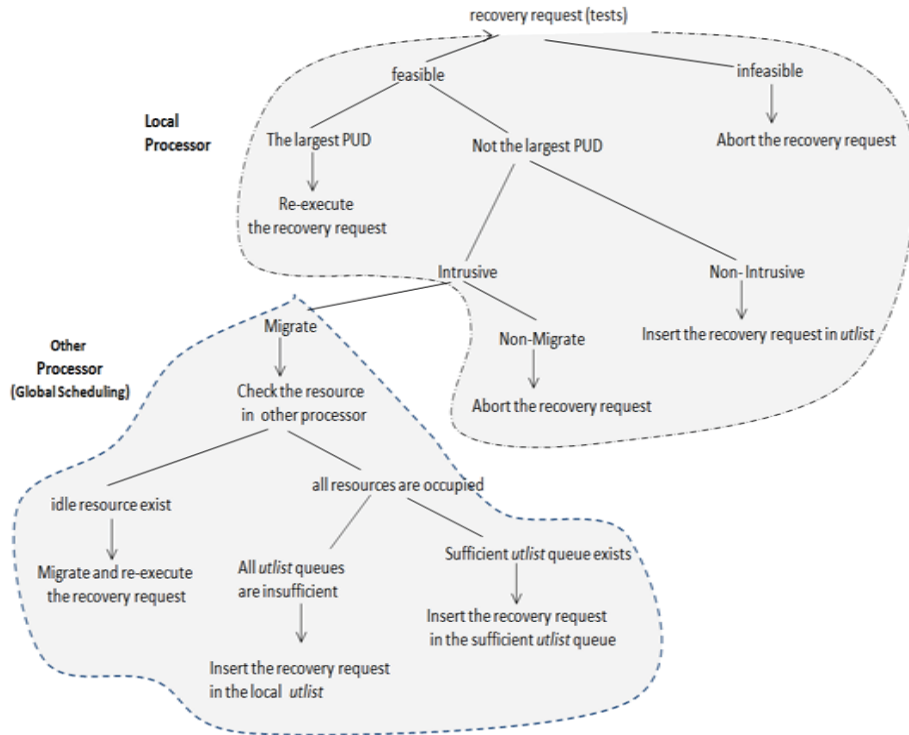 recovery request (tests)
feasible
infeasible
Local
Processor
The largest PUD
Not the largest PUD
Abort the recovery request
Re-execute
the recovery request
Intrusive
Non-Intrusive
Migrate
Non-Migrate
Insert the recovery request in utlist
Other
Processor
(Global Scheduling)
Check the resource
in other processor
Abort the recovery request
idle resource exist
all resources are occupied
Migrate and re-execute
the recovery request
All utlist queues
are insufficient
Sufficient utlist queue exists
Insert the recovery request
in the sufficient utlist queue
Insert the recovery request
in the local utlist